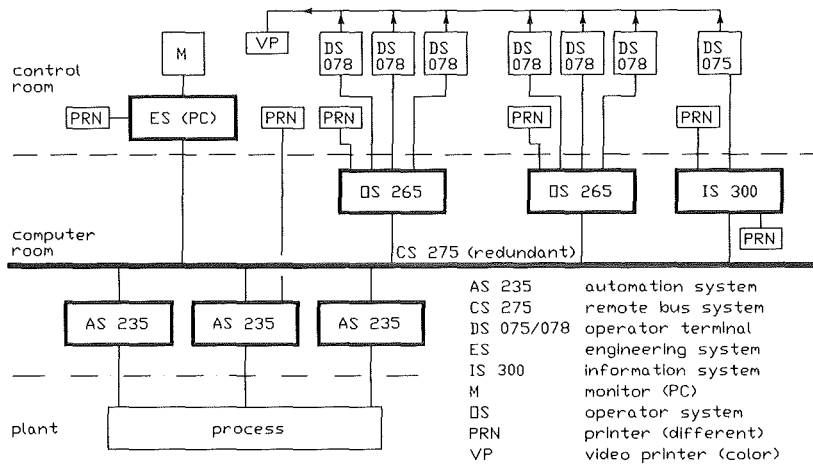 VP
DS 078
DS 078
DS 078
DS 078
DS 078
DS 078
DS 075
M
control room
PRN
ES (PC)
PRN
PRN
PRN
PRN
OS 265
OS 265
IS 300
computer room
PRN
CS 275 (redundant)
AS 235
AS 235
AS 235
plant
process
AS 235 automation system
CS 275 remote bus system
DS 075/078 operator terminal
ES engineering system
IS 300 information system
M monitor (PC)
OS operator system
PRN printer (different)
VP video printer (color)